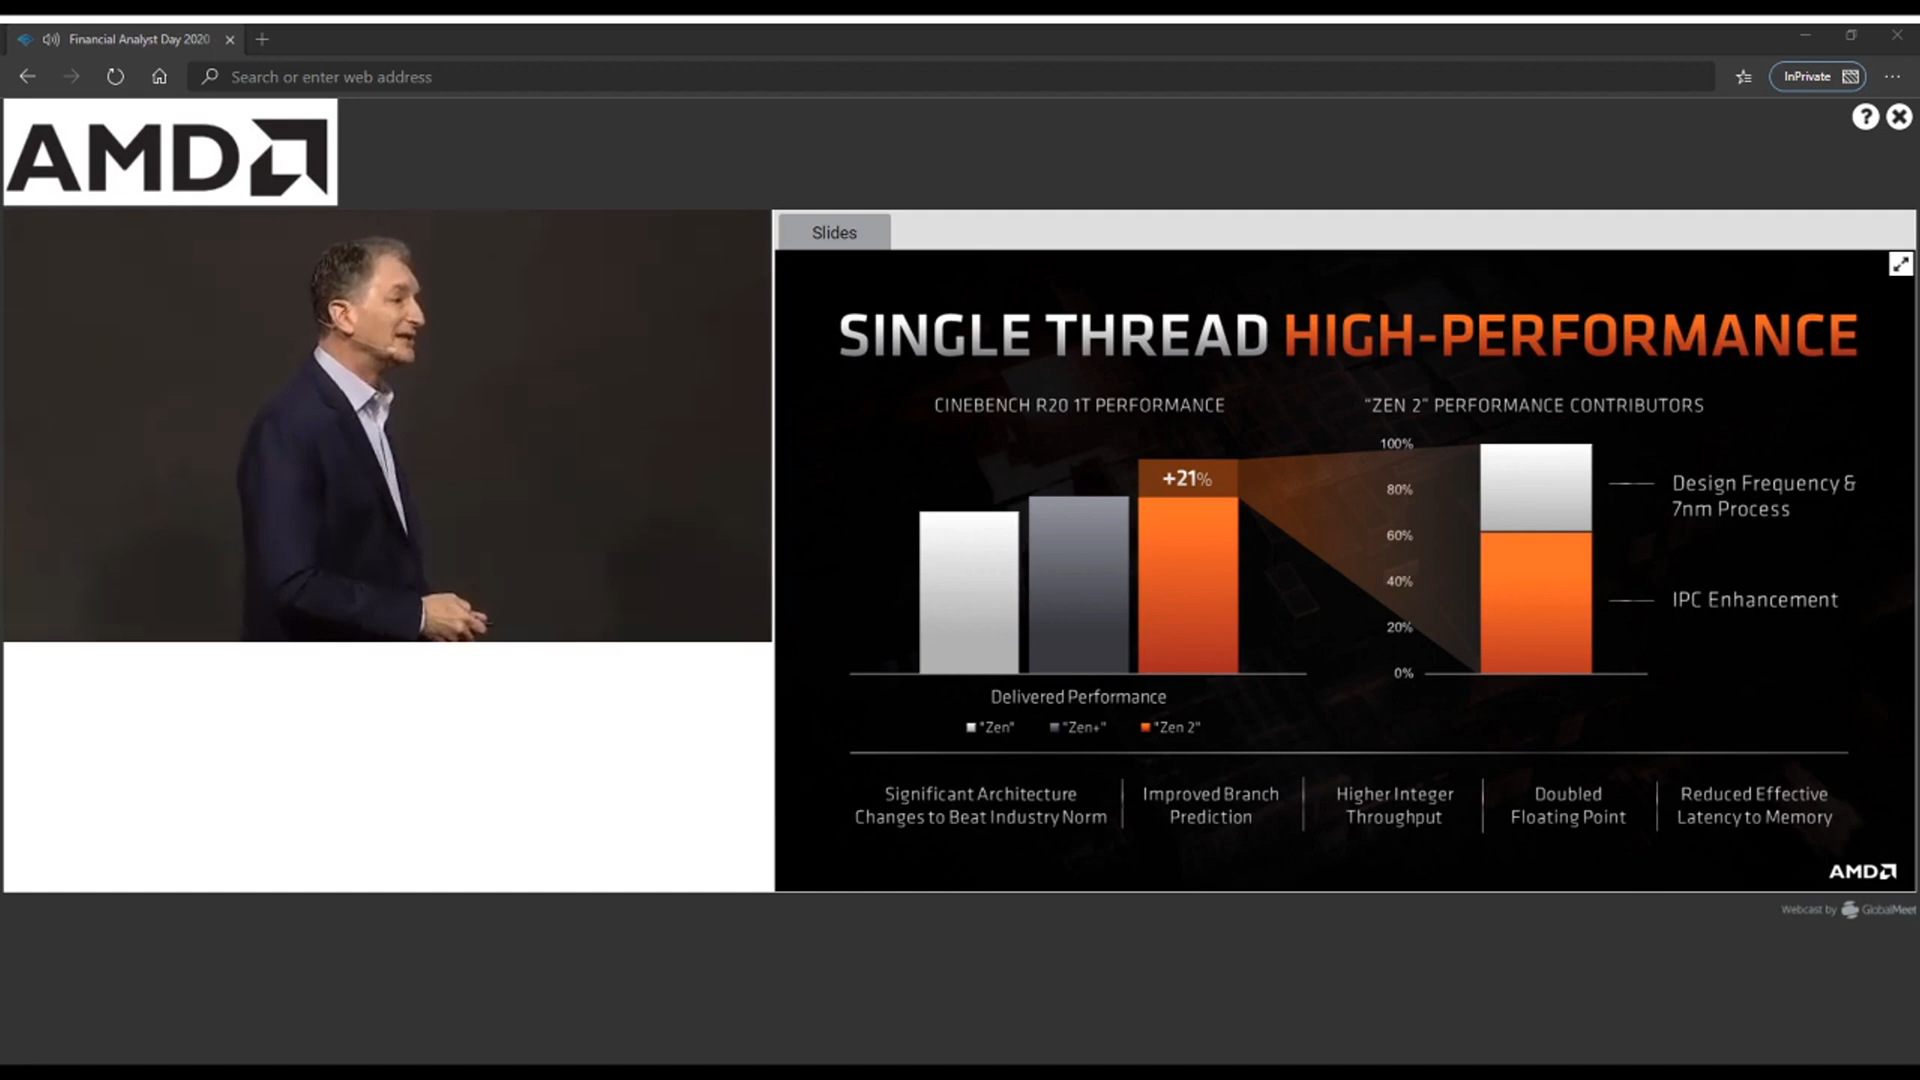 Financial Analyst Day 2020
Search or enter web address
InPrivate
AMD
?
Slides
SINGLE THREAD HIGH-PERFORMANCE
CINEBENCH R20 1T PERFORMANCE
"ZEN 2" PERFORMANCE CONTRIBUTORS
+21%
100%
80%
60%
40%
20%
0%
Design Frequency &
7nm Process
IPC Enhancement
Delivered Performance
"Zen" "Zen+" "Zen 2"
Significant Architecture
Changes to Beat Industry Norm
Improved Branch
Prediction
Higher Integer
Throughput
Doubled
Floating Point
Reduced Effective
Latency to Memory
AMD
Webcast by GlobalMeet